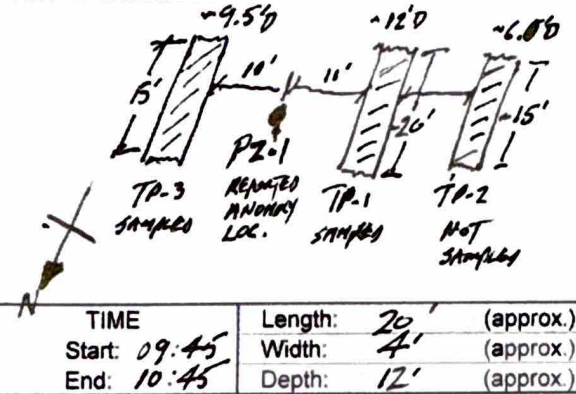 ~9.5'D ~12'D ~6.0'D
15' 10' 11' ~20' ~15'
PZ-1
REPORTED
ANOMALY
LOC.
TP-3
SAMPLED
TP-1
SAMPLED
TP-2
NOT
SAMPLED
N
TIME
Start: 09:45
End: 10:45
Length: 20' (approx.)
Width: 4' (approx.)
Depth: 12' (approx.)